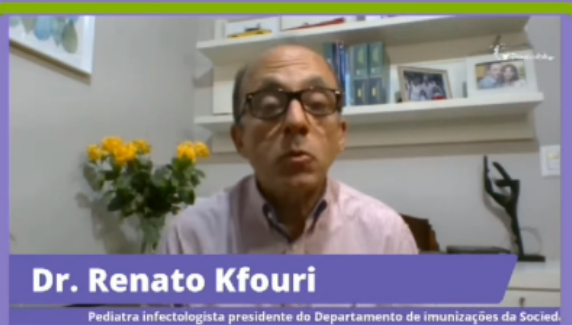 Dr. Renato Kfouri
Pediatra infectologista presidente do Departamento de imunizações da Socied